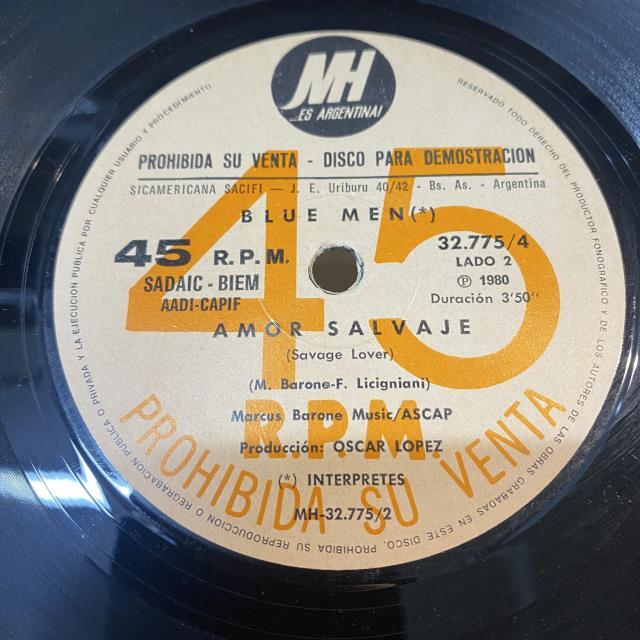 MH
...ES ARGENTINA!
PROHIBIDA SU VENTA - DISCO PARA DEMOSTRACION
SICAMERICANA SACIFI — J. E. Uriburu 40/42 - Bs. As. - Argentina
BLUE MEN(*)
45 R.P.M.
SADAIC - BIEM
AADI-CAPIF
32.775/4
LADO 2
Ⓟ 1980
Duración 3'50"
AMOR SALVAJE
(Savage Lover)
(M. Barone-F. Licigniani)
Marcus Barone Music/ASCAP
Producción: OSCAR LOPEZ
(*) INTERPRETES
MH-32.775/2
45
R.P.M.
PROHIBIDA SU VENTA
RESERVADO TODO DERECHO DEL PRODUCTOR FONOGRAFICO Y DE LOS AUTORES DE LAS OBRAS GRABADAS EN ESTE DISCO. PROHIBIDA SU REPRODUCCION O REGRABACION PUBLICA O PRIVADA Y LA EJECUCION PUBLICA POR CUALQUIER USUARIO Y PROCEDIMIENTO